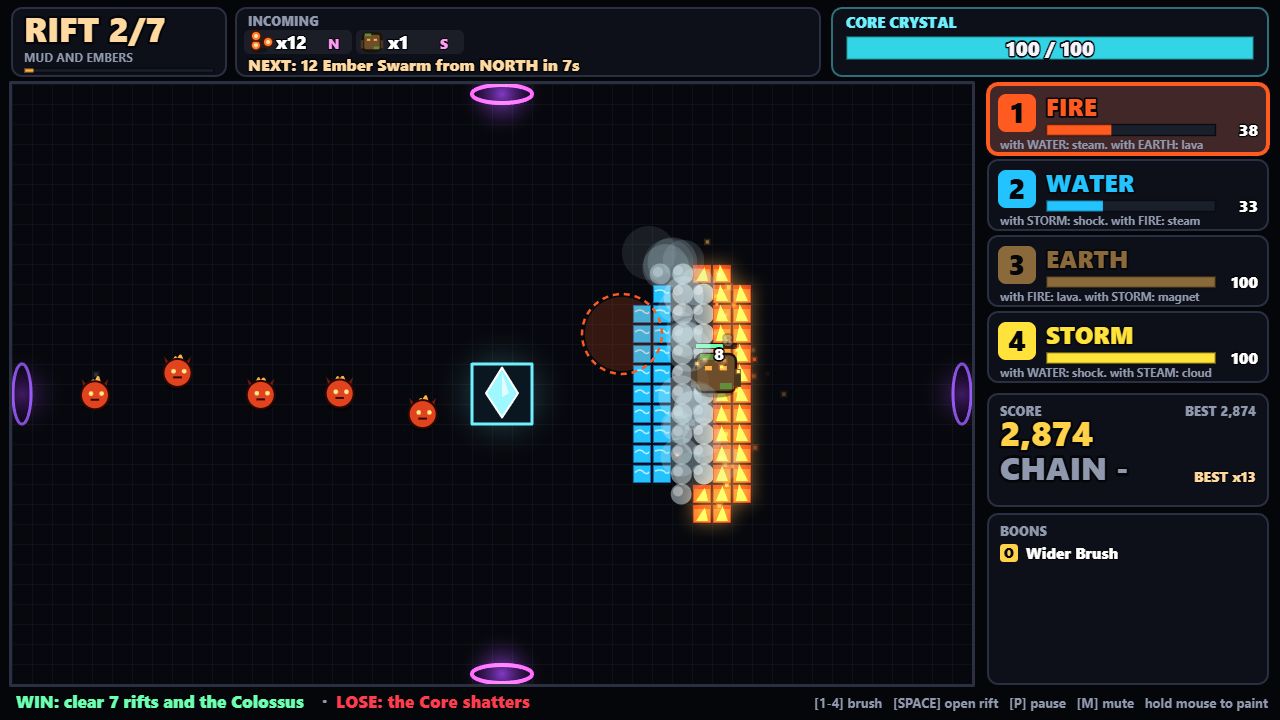 RIFT 2/7
MUD AND EMBERS
INCOMING
x12 N x1 S
NEXT: 12 Ember Swarm from NORTH in 7s
CORE CRYSTAL
100 / 100
1 FIRE
38
with WATER: steam. with EARTH: lava
2 WATER
33
with STORM: shock. with FIRE: steam
3 EARTH
100
with FIRE: lava. with STORM: magnet
4 STORM
100
with WATER: shock. with STEAM: cloud
8
SCORE BEST 2,874
2,874
CHAIN -
BEST x13
BOONS
O Wider Brush
WIN: clear 7 rifts and the Colossus · LOSE: the Core shatters
[1-4] brush [SPACE] open rift [P] pause [M] mute hold mouse to paint